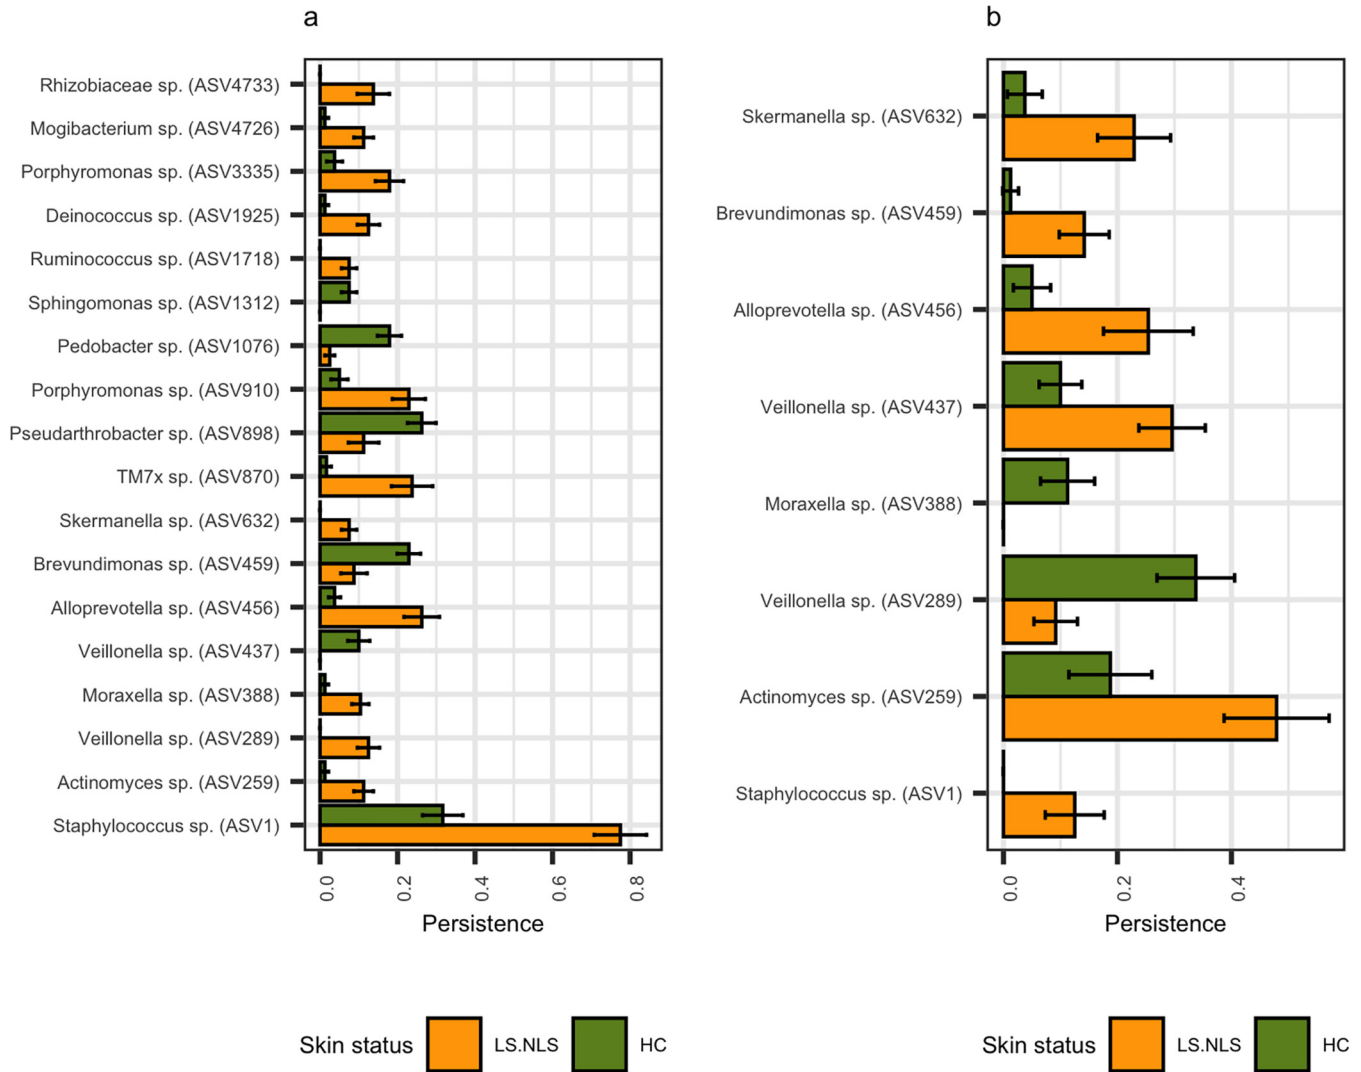 a
Rhizobiaceae sp. (ASV4733)
Mogibacterium sp. (ASV4726)
Porphyromonas sp. (ASV3335)
Deinococcus sp. (ASV1925)
Ruminococcus sp. (ASV1718)
Sphingomonas sp. (ASV1312)
Pedobacter sp. (ASV1076)
Porphyromonas sp. (ASV910)
Pseudarthrobacter sp. (ASV898)
TM7x sp. (ASV870)
Skermanella sp. (ASV632)
Brevundimonas sp. (ASV459)
Alloprevotella sp. (ASV456)
Veillonella sp. (ASV437)
Moraxella sp. (ASV388)
Veillonella sp. (ASV289)
Actinomyces sp. (ASV259)
Staphylococcus sp. (ASV1)
0.0 0.2 0.4 0.6 0.8
Persistence
Skin status LS.NLS HC
b
Skermanella sp. (ASV632)
Brevundimonas sp. (ASV459)
Alloprevotella sp. (ASV456)
Veillonella sp. (ASV437)
Moraxella sp. (ASV388)
Veillonella sp. (ASV289)
Actinomyces sp. (ASV259)
Staphylococcus sp. (ASV1)
0.0 0.2 0.4
Persistence
Skin status LS.NLS HC